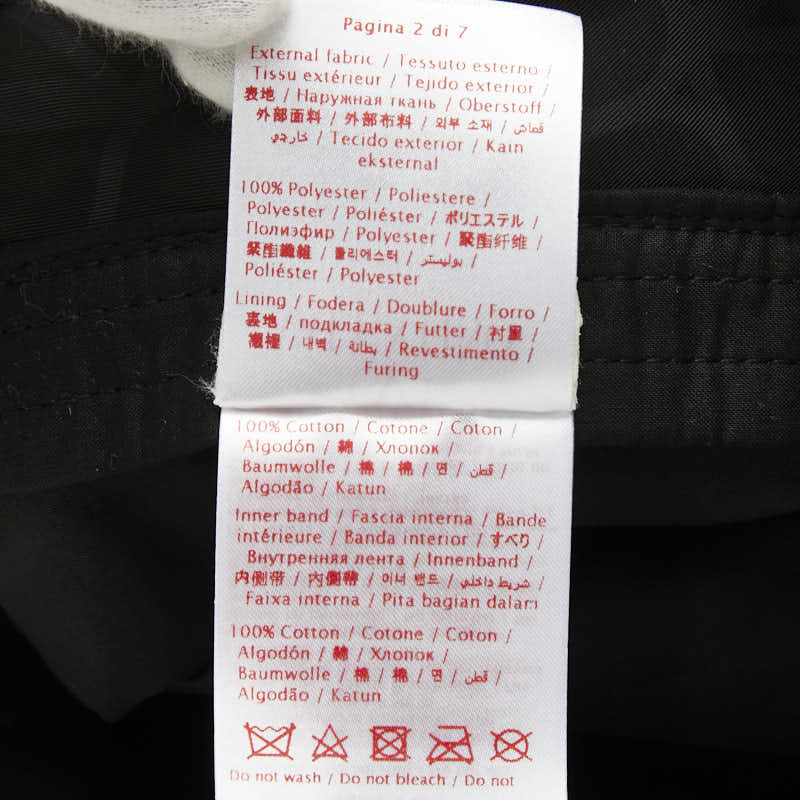 Pagina 2 di 7
External fabric / Tessuto esterno /
Tissu extérieur / Tejido exterior /
表地 / Наружная ткань / Oberstoff /
外部面料 / 外部布料 / 외부 소재 / قماش
خارجي / Tecido exterior / Kain
eksternal
100% Polyester / Poliestere /
Polyester / Poliéster / ポリエステル /
Полиэфир / Polyester / 聚酯纤维 /
聚酯纖維 / 폴리에스터 / بوليستر /
Poliéster / Polyester
Lining / Fodera / Doublure / Forro /
裏地 / подкладка / Futter / 衬里 /
襯裡 / 내벽 / بطانة / Revestimento /
Furing
100% Cotton / Cotone / Coton /
Algodón / 綿 / Хлопок /
Baumwolle / 棉 / 棉 / 면 / قطن /
Algodão / Katun
Inner band / Fascia interna / Bande
intérieure / Banda interior / すべり /
Внутренняя лента / Innenband /
内侧带 / 內側帶 / 이너 밴드 / شريط داخلي /
Faixa interna / Pita bagian dalam
100% Cotton / Cotone / Coton /
Algodón / 綿 / Хлопок /
Baumwolle / 棉 / 棉 / 면 / قطن /
Algodão / Katun
Do not wash / Do not bleach / Do not